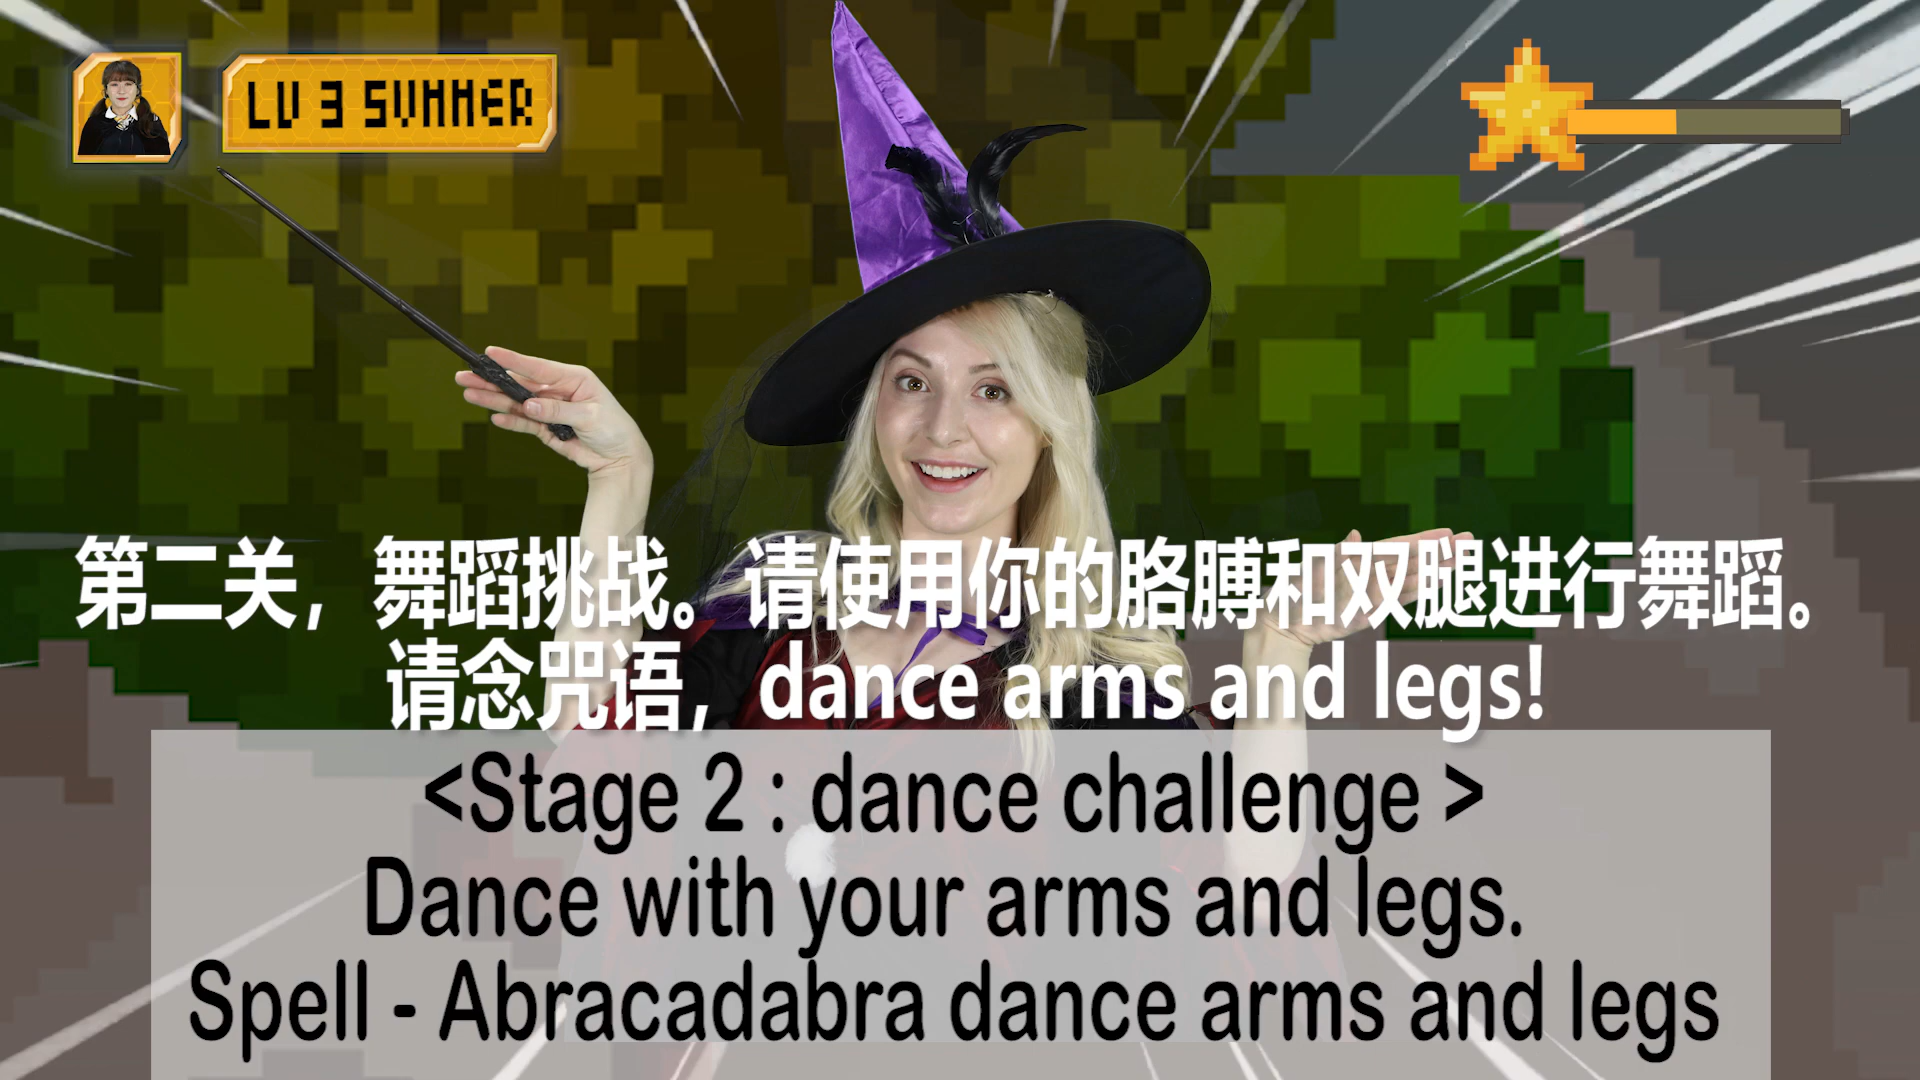 LV 3 SUMMER
第二关，舞蹈挑战。请使用你的胳膊和双腿进行舞蹈。
请念咒语，dance arms and legs!
<Stage 2 : dance challenge >
Dance with your arms and legs.
Spell - Abracadabra dance arms and legs